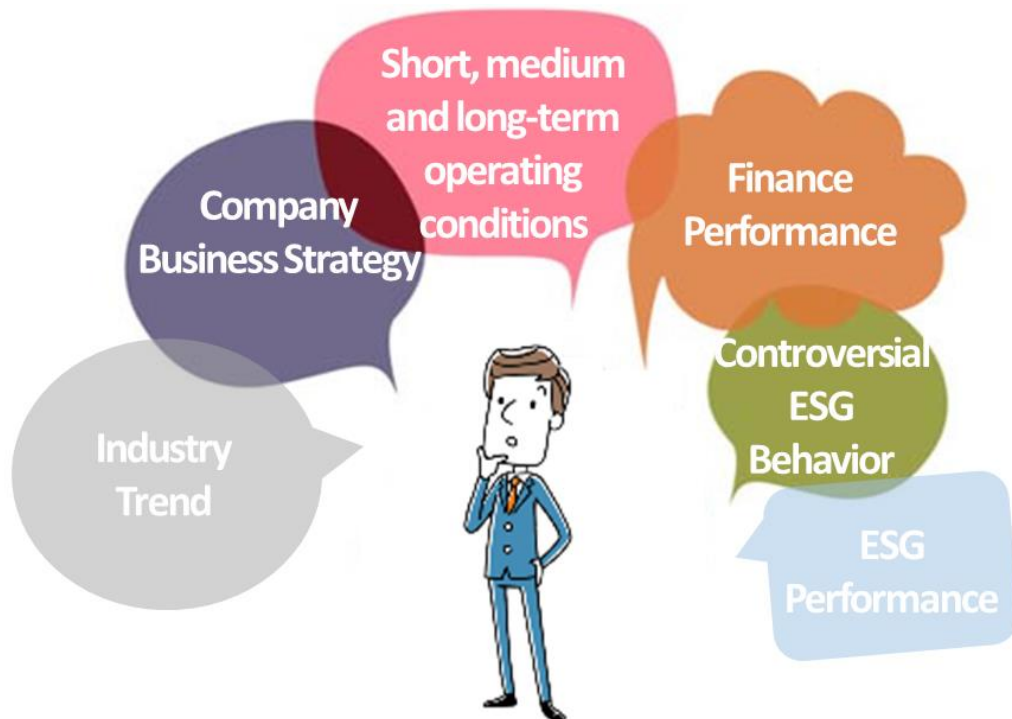 Short, medium
and long-term
operating
conditions
Company
Business Strategy
Finance
Performance
Industry
Trend
Controversial
ESG
Behavior
ESG
Performance